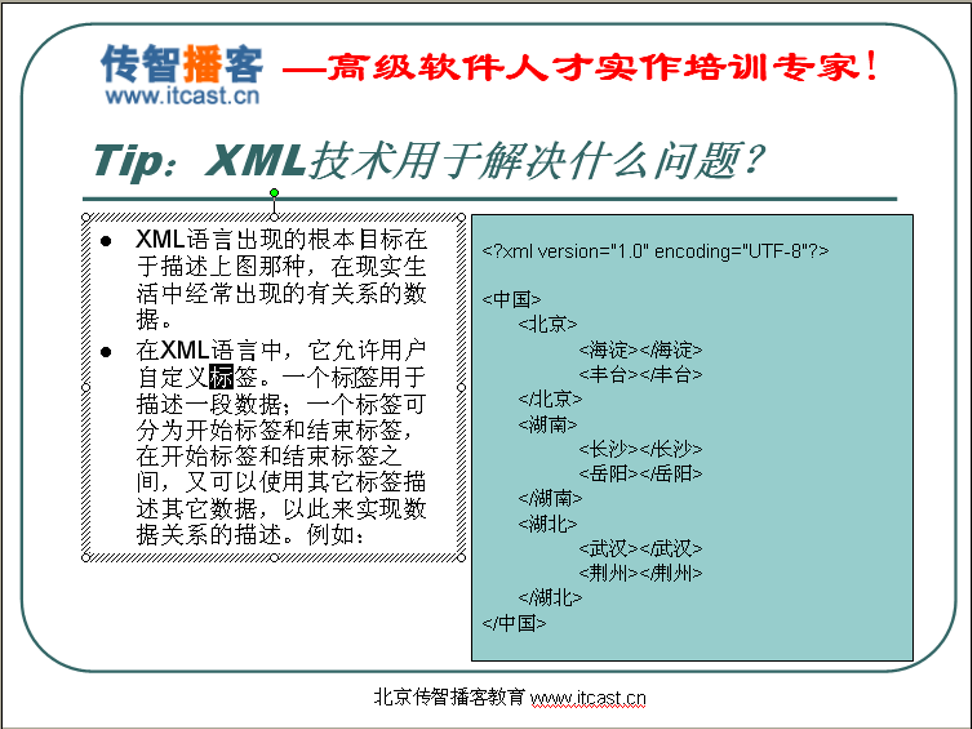 传智播客 —高级软件人才实作培训专家!
www.itcast.cn
Tip：XML技术用于解决什么问题？
● XML语言出现的根本目标在
于描述上图那种，在现实生
活中经常出现的有关系的数
据。
● 在XML语言中，它允许用户
自定义标签。一个标签用于
描述一段数据；一个标签可
分为开始标签和结束标签，
在开始标签和结束标签之
间，又可以使用其它标签描
述其它数据，以此来实现数
据关系的描述。例如：
<?xml version="1.0" encoding="UTF-8"?>
<中国>
<北京>
<海淀></海淀>
<丰台></丰台>
</北京>
<湖南>
<长沙></长沙>
<岳阳></岳阳>
</湖南>
<湖北>
<武汉></武汉>
<荆州></荆州>
</湖北>
</中国>
北京传智播客教育 www.itcast.cn